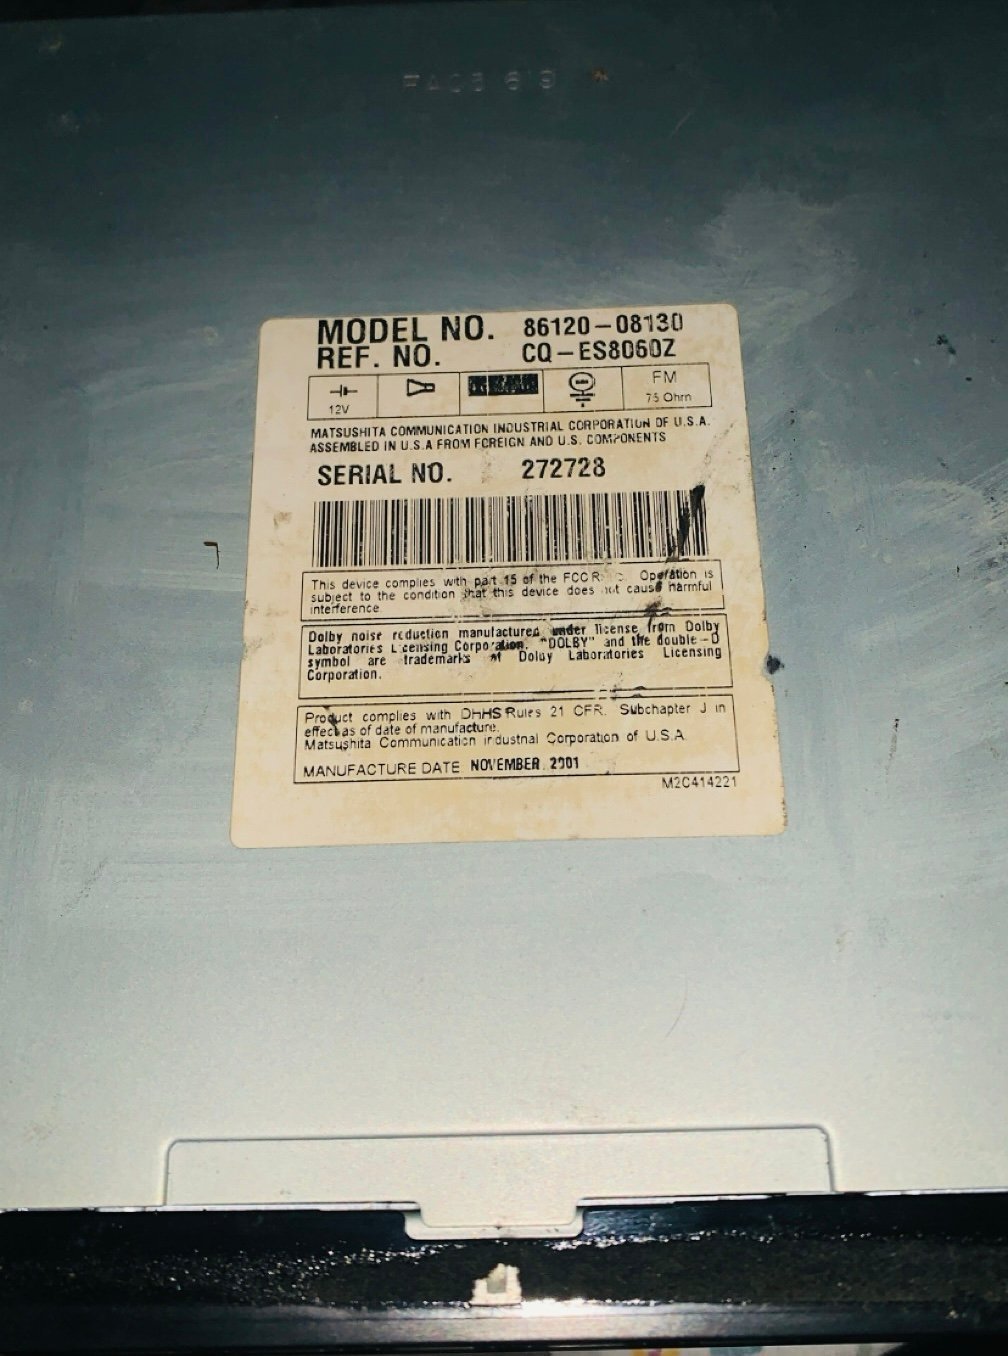 MODEL NO. 86120-08130
REF. NO. CQ-ES8060Z
12V
FM
75 Ohm
MATSUSHITA COMMUNICATION INDUSTRIAL CORPORATION OF U.S.A.
ASSEMBLED IN U.S.A FROM FOREIGN AND U.S. COMPONENTS
SERIAL NO. 272728
This device complies with part 15 of the FCC Operation is
subject to the condition that this device does not cause harmful
interference.
Dolby noise reduction manufactured under license from Dolby
Laboratories Licensing Corporation. "DOLBY" and the double-D
symbol are trademarks of Dolby Laboratories Licensing
Corporation.
Product complies with DHHS Rules 21 CFR. Subchapter J in
effect as of date of manufacture.
Matsushita Communication industrial Corporation of U.S.A.
MANUFACTURE DATE NOVEMBER. 2001
M2C414221